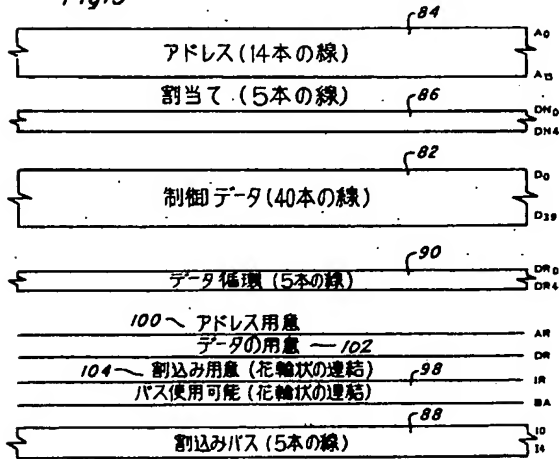 Fig.5
84
アドレス(14本の線)
A0
A13
割当て (5本の線)
86
DN0
DN4
82
制御データ(40本の線)
D0
D39
90
データ循環 (5本の線)
DR0
DR4
100 アドレス用意
AR
データの用意 102
DR
104 割込み用意 (花輪状の連結)
98
IR
バス使用可能 (花輪状の連結)
BA
88
割込みバス (5本の線)
I0
I4